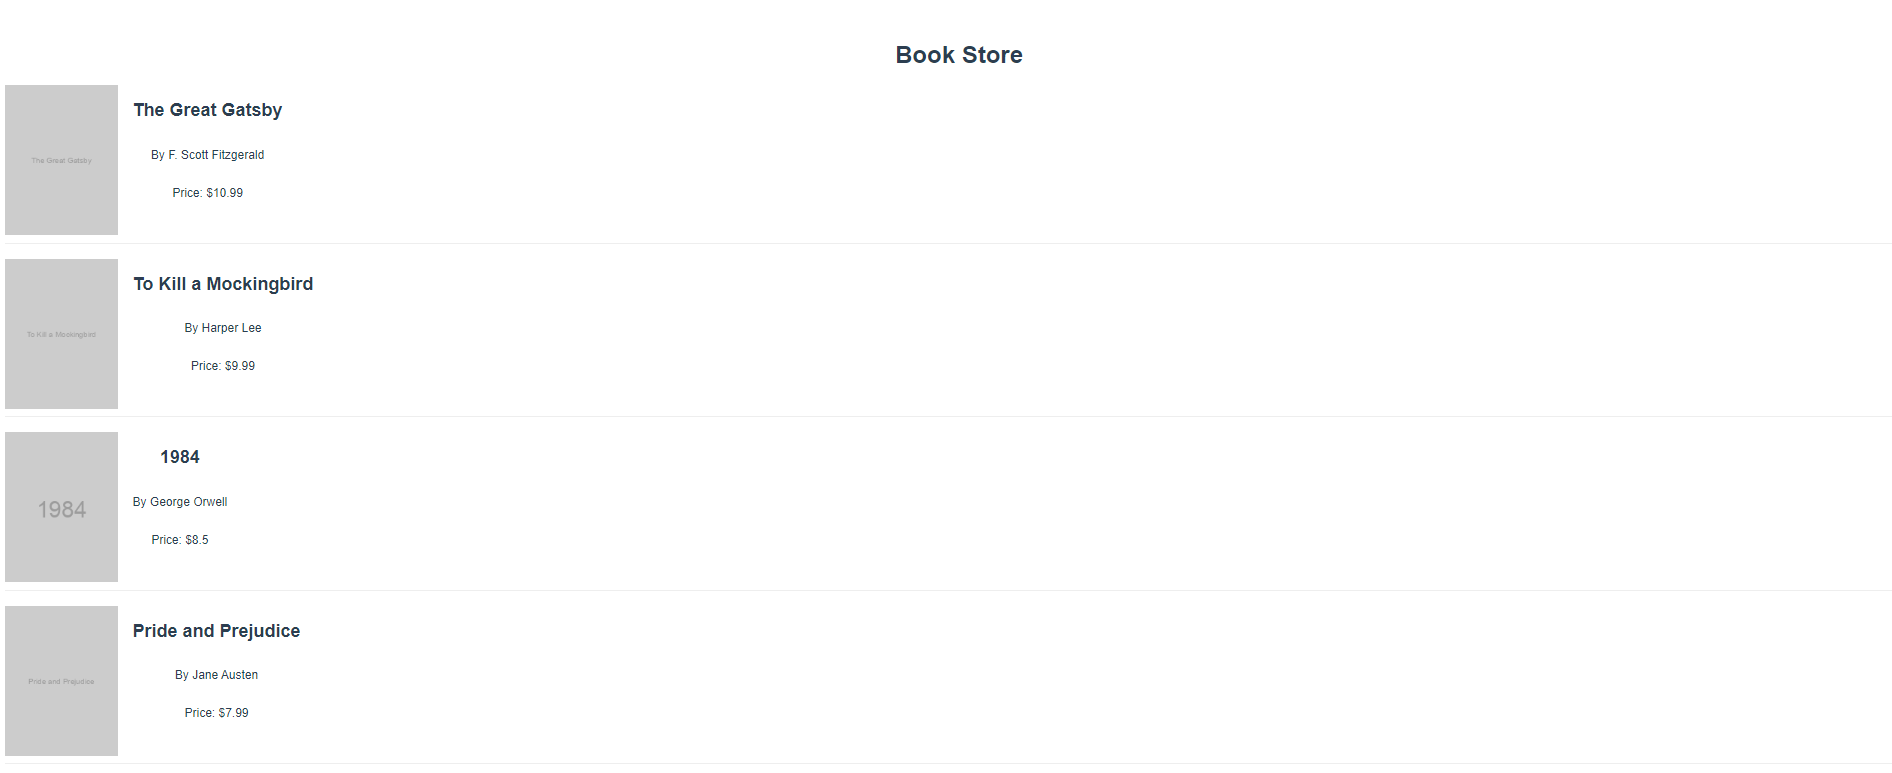 Book Store
The Great Gatsby
The Great Gatsby
By F. Scott Fitzgerald
Price: $10.99
To Kill a Mockingbird
To Kill a Mockingbird
By Harper Lee
Price: $9.99
1984
1984
By George Orwell
Price: $8.5
Pride and Prejudice
Pride and Prejudice
By Jane Austen
Price: $7.99